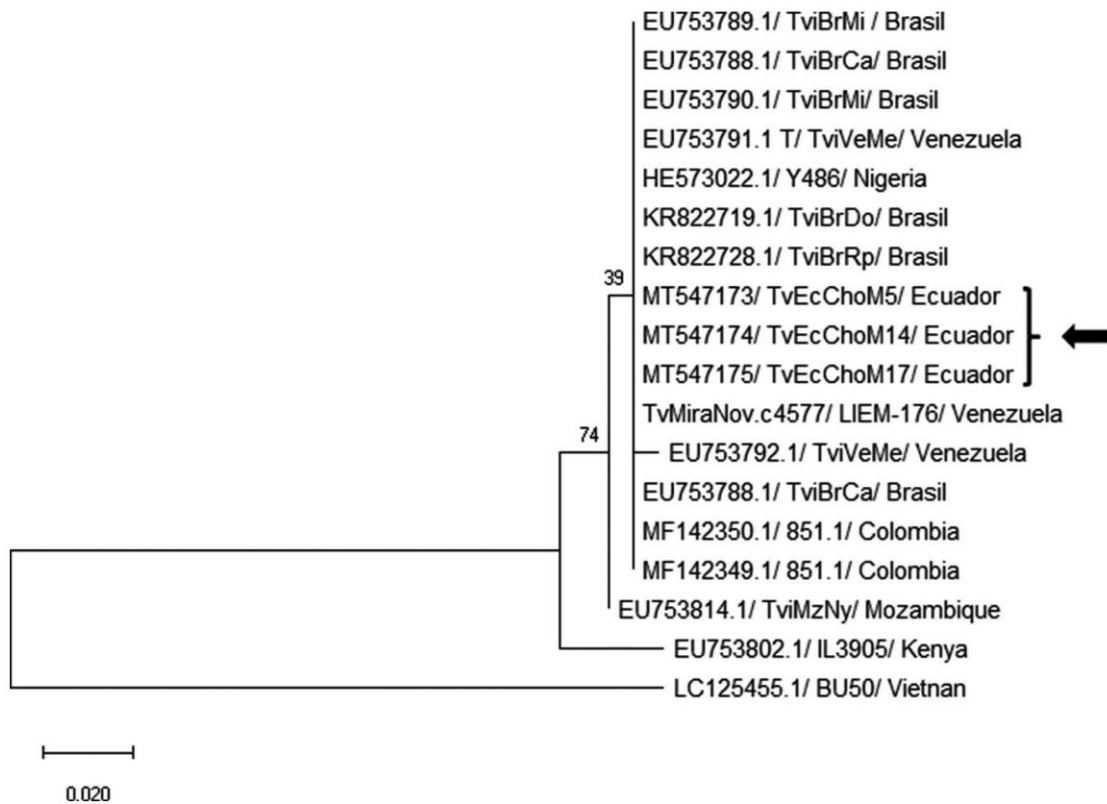 EU753789.1/ TviBrMi / Brasil
EU753788.1/ TviBrCa/ Brasil
EU753790.1/ TviBrMi/ Brasil
EU753791.1 T/ TviVeMe/ Venezuela
HE573022.1/ Y486/ Nigeria
KR822719.1/ TviBrDo/ Brasil
KR822728.1/ TviBrRp/ Brasil
39
MT547173/ TvEcChoM5/ Ecuador
MT547174/ TvEcChoM14/ Ecuador
MT547175/ TvEcChoM17/ Ecuador
TvMiraNov.c4577/ LIEM-176/ Venezuela
74
EU753792.1/ TviVeMe/ Venezuela
EU753788.1/ TviBrCa/ Brasil
MF142350.1/ 851.1/ Colombia
MF142349.1/ 851.1/ Colombia
EU753814.1/ TviMzNy/ Mozambique
EU753802.1/ IL3905/ Kenya
LC125455.1/ BU50/ Vietnan
0.020